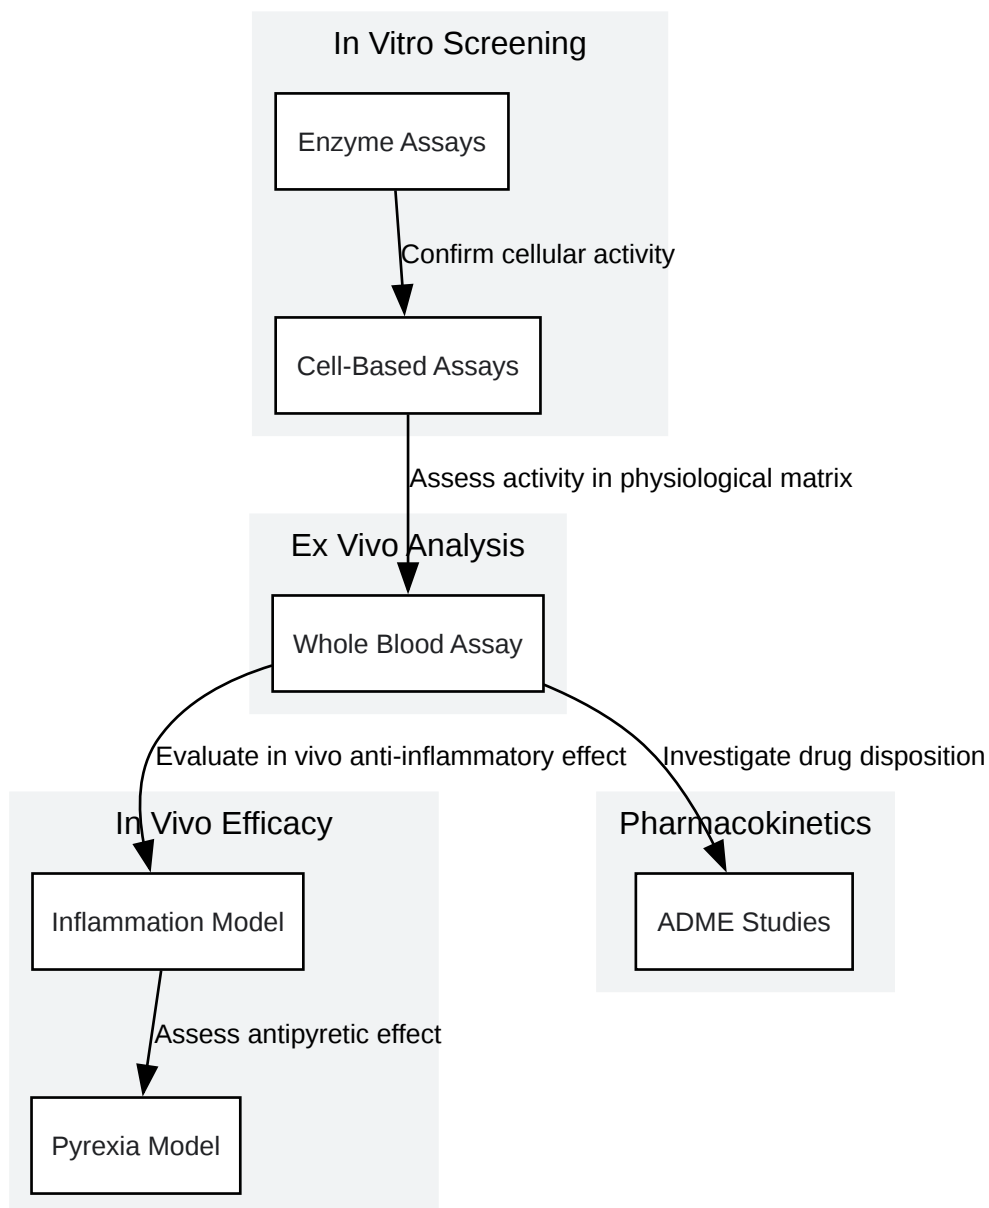 In Vitro Screening
Enzyme Assays
Confirm cellular activity
Cell-Based Assays
Assess activity in physiological matrix
Ex Vivo Analysis
Whole Blood Assay
Evaluate in vivo anti-inflammatory effect
Investigate drug disposition
In Vivo Efficacy
Pharmacokinetics
Inflammation Model
ADME Studies
Assess antipyretic effect
Pyrexia Model